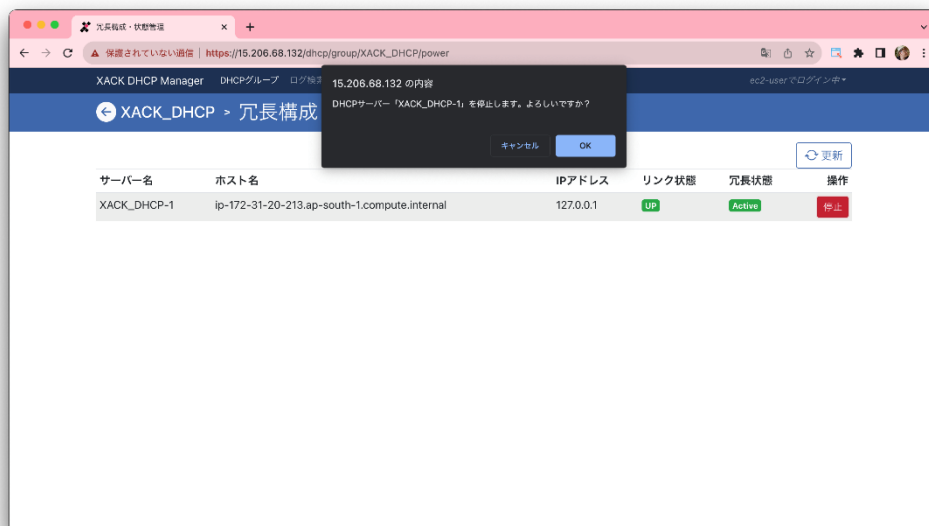 冗長構成・状態管理
保護されていない通信 | https://15.206.68.132/dhcp/group/XACK_DHCP/power
XACK DHCP Manager DHCPグループ ログ検 ec2-userでログイン中
XACK_DHCP > 冗長構成
15.206.68.132 の内容
DHCPサーバー「XACK_DHCP-1」を停止します。よろしいですか？
キャンセル OK
更新
サーバー名 ホスト名 IPアドレス リンク状態 冗長状態 操作
XACK_DHCP-1 ip-172-31-20-213.ap-south-1.compute.internal 127.0.0.1 UP Active 停止